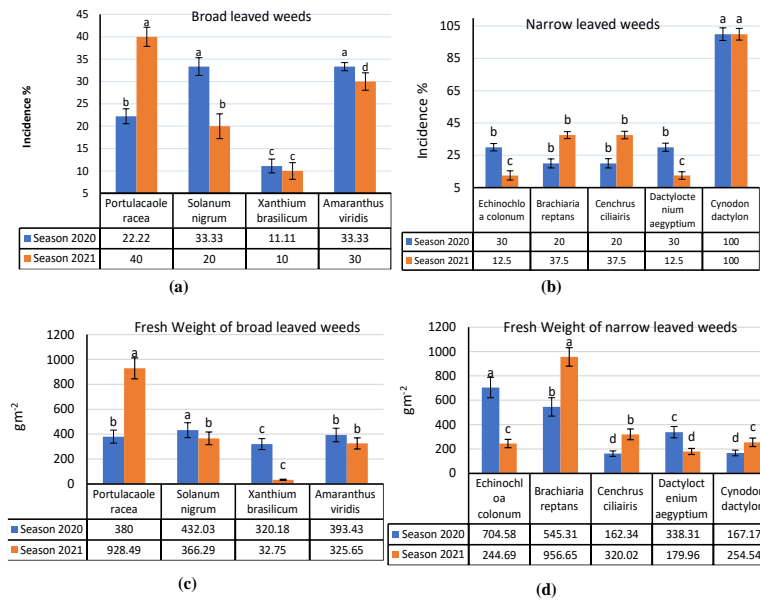 Broad leaved weeds
Incidence %
45
40
35
30
25
20
15
10
5
b
a
a
b
c
c
a
d
Portulacaole
racea
Solanum
nigrum
Xanthium
brasilicum
Amaranthus
viridis
Season 2020 22.22 33.33 11.11 33.33
Season 2021 40 20 10 30
(a)
Narrow leaved weeds
Incidence %
105
85
65
45
25
5
b
c
b
b
b
b
b
c
a
a
Echinochlo
a colonum
Brachiaria
reptans
Cenchrus
ciliairis
Dactylocte
nium
aegyptium
Cynodon
dactylon
Season 2020 30 20 20 30 100
Season 2021 12.5 37.5 37.5 12.5 100
(b)
Fresh Weight of broad leaved weeds
gm-2
1200
1000
800
600
400
200
0
b
a
a
b
c
c
b
b
Portulacaole
racea
Solanum
nigrum
Xanthium
brasilicum
Amaranthus
viridis
Season 2020 380 432.03 320.18 393.43
Season 2021 928.49 366.29 32.75 325.65
(c)
Fresh Weight of narrow leaved weeds
gm-2
1200
1000
800
600
400
200
0
a
c
b
a
d
b
c
d
d
c
Echinochl
oa
colonum
Brachiaria
reptans
Cenchrus
ciliairis
Dactyloct
enium
aegyptium
Cynodon
dactylon
Season 2020 704.58 545.31 162.34 338.31 167.17
Season 2021 244.69 956.65 320.02 179.96 254.54
(d)